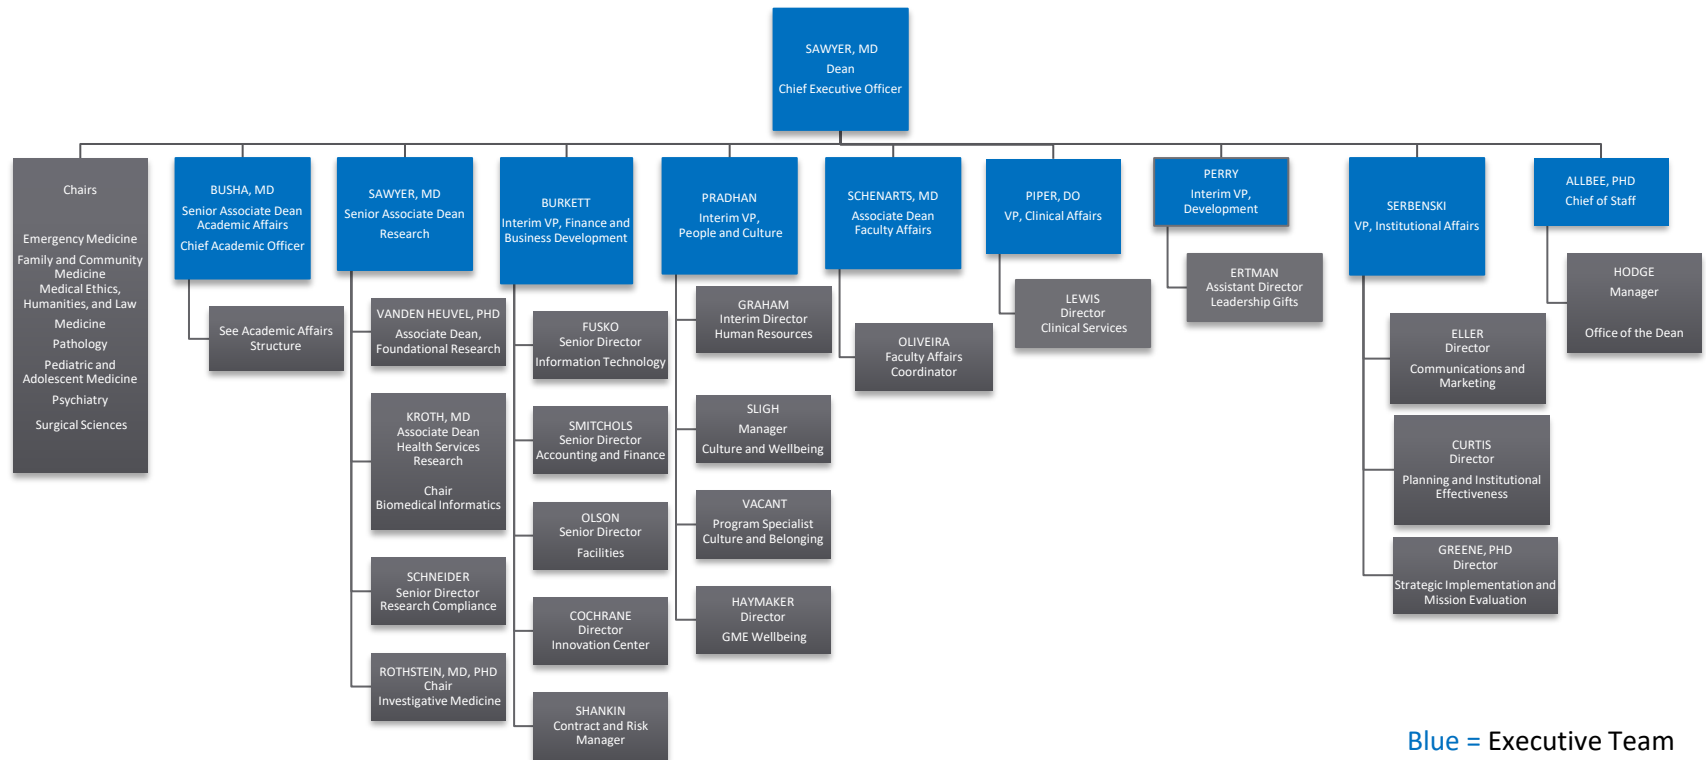 SAWYER, MD
Dean
Chief Executive Officer
Chairs
Emergency Medicine
Family and Community
Medicine
Medical Ethics,
Humanities, and Law
Medicine
Pathology
Pediatric and
Adolescent Medicine
Psychiatry
Surgical Sciences
BUSHA, MD
Senior Associate Dean
Academic Affairs
Chief Academic Officer
See Academic Affairs
Structure
SAWYER, MD
Senior Associate Dean
Research
VANDEN HEUVEL, PHD
Associate Dean,
Foundational Research
KROTH, MD
Associate Dean
Health Services
Research
Chair
Biomedical Informatics
SCHNEIDER
Senior Director
Research Compliance
ROTHSTEIN, MD, PHD
Chair
Investigative Medicine
BURKETT
Interim VP, Finance and
Business Development
FUSKO
Senior Director
Information Technology
SMITCHOLS
Senior Director
Accounting and Finance
OLSON
Senior Director
Facilities
COCHRANE
Director
Innovation Center
SHANKIN
Contract and Risk
Manager
PRADHAN
Interim VP,
People and Culture
GRAHAM
Interim Director
Human Resources
SLIGH
Manager
Culture and Wellbeing
VACANT
Program Specialist
Culture and Belonging
HAYMAKER
Director
GME Wellbeing
SCHENARTS, MD
Associate Dean
Faculty Affairs
OLIVEIRA
Faculty Affairs
Coordinator
PIPER, DO
VP, Clinical Affairs
LEWIS
Director
Clinical Services
PERRY
Interim VP,
Development
ERTMAN
Assistant Director
Leadership Gifts
SERBENSKI
VP, Institutional Affairs
ELLER
Director
Communications and
Marketing
CURTIS
Director
Planning and Institutional
Effectiveness
GREENE, PHD
Director
Strategic Implementation and
Mission Evaluation
ALLBEE, PHD
Chief of Staff
HODGE
Manager
Office of the Dean
Blue = Executive Team